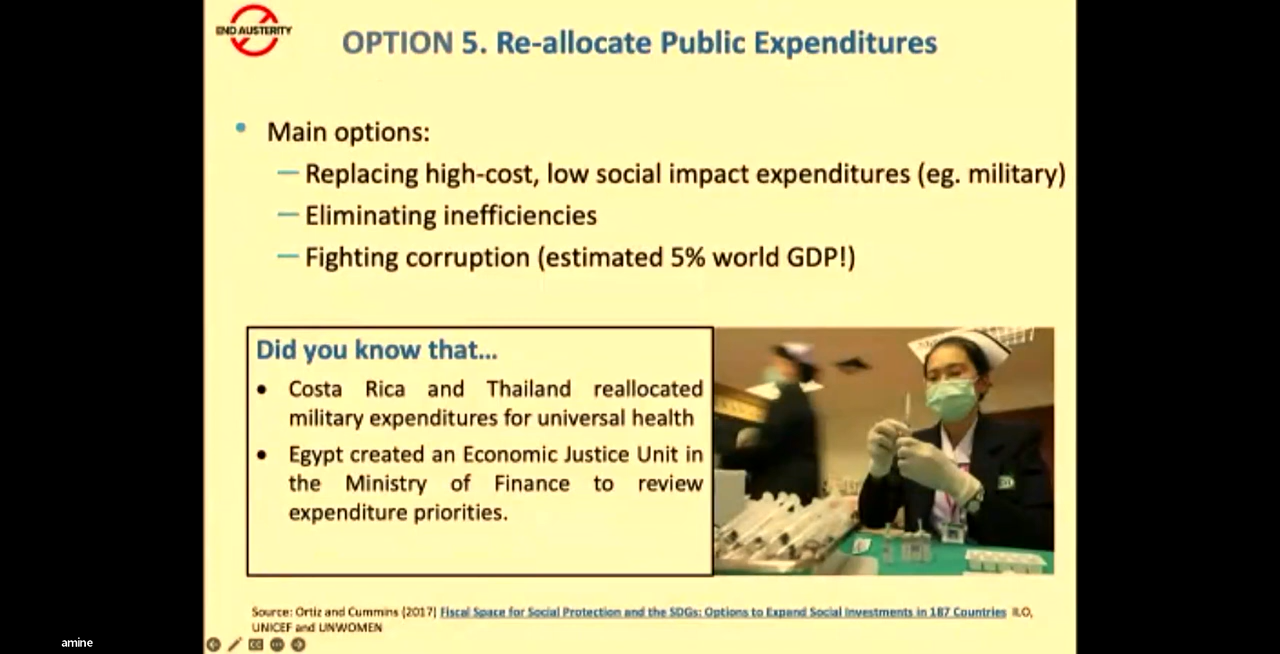 END AUSTERITY
OPTION 5. Re-allocate Public Expenditures
• Main options:
— Replacing high-cost, low social impact expenditures (eg. military)
— Eliminating inefficiencies
— Fighting corruption (estimated 5% world GDP!)
Did you know that...
• Costa Rica and Thailand reallocated
military expenditures for universal health
• Egypt created an Economic Justice Unit in
the Ministry of Finance to review
expenditure priorities.
Source: Ortiz and Cummins (2017) Fiscal Space for Social Protection and the SDGs: Options to Expand Social Investments in 187 Countries ILO,
UNICEF and UNWOMEN
amine